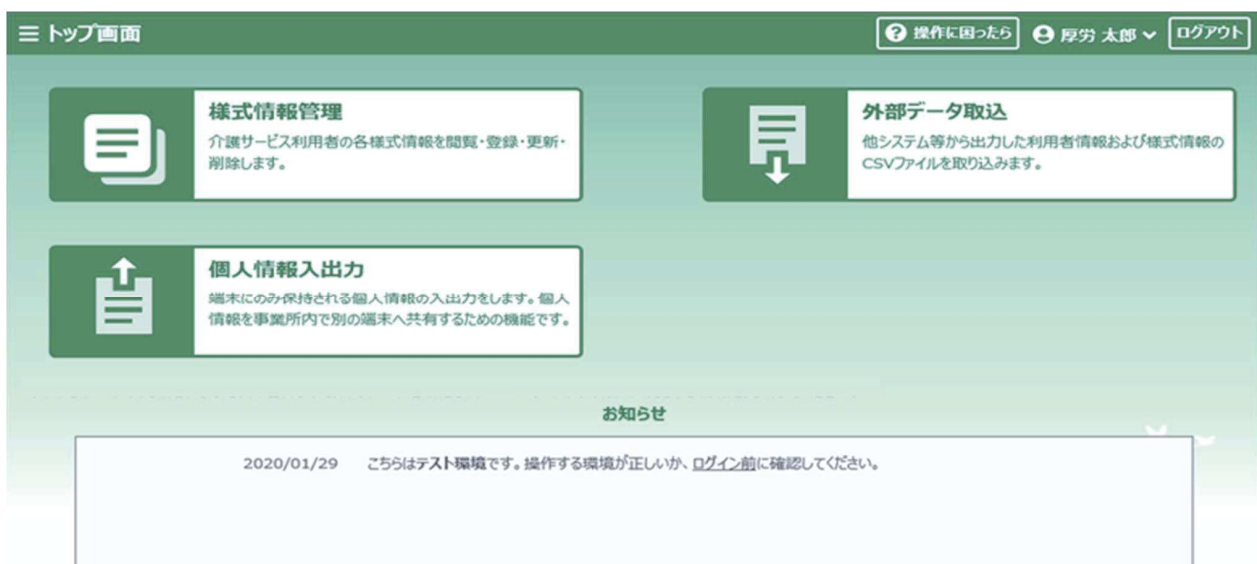 トップ画面
操作に困ったら
厚労 太郎
ログアウト
様式情報管理
介護サービス利用者の各様式情報を閲覧・登録・更新・
削除します。
外部データ取込
他システム等から出力した利用者情報および様式情報の
CSVファイルを取り込みます。
個人情報入出力
端末にのみ保持される個人情報の入出力をします。個人
情報を事業所内で別の端末へ共有するための機能です。
お知らせ
2020/01/29 こちらはテスト環境です。操作する環境が正しいか、ログイン前に確認してください。